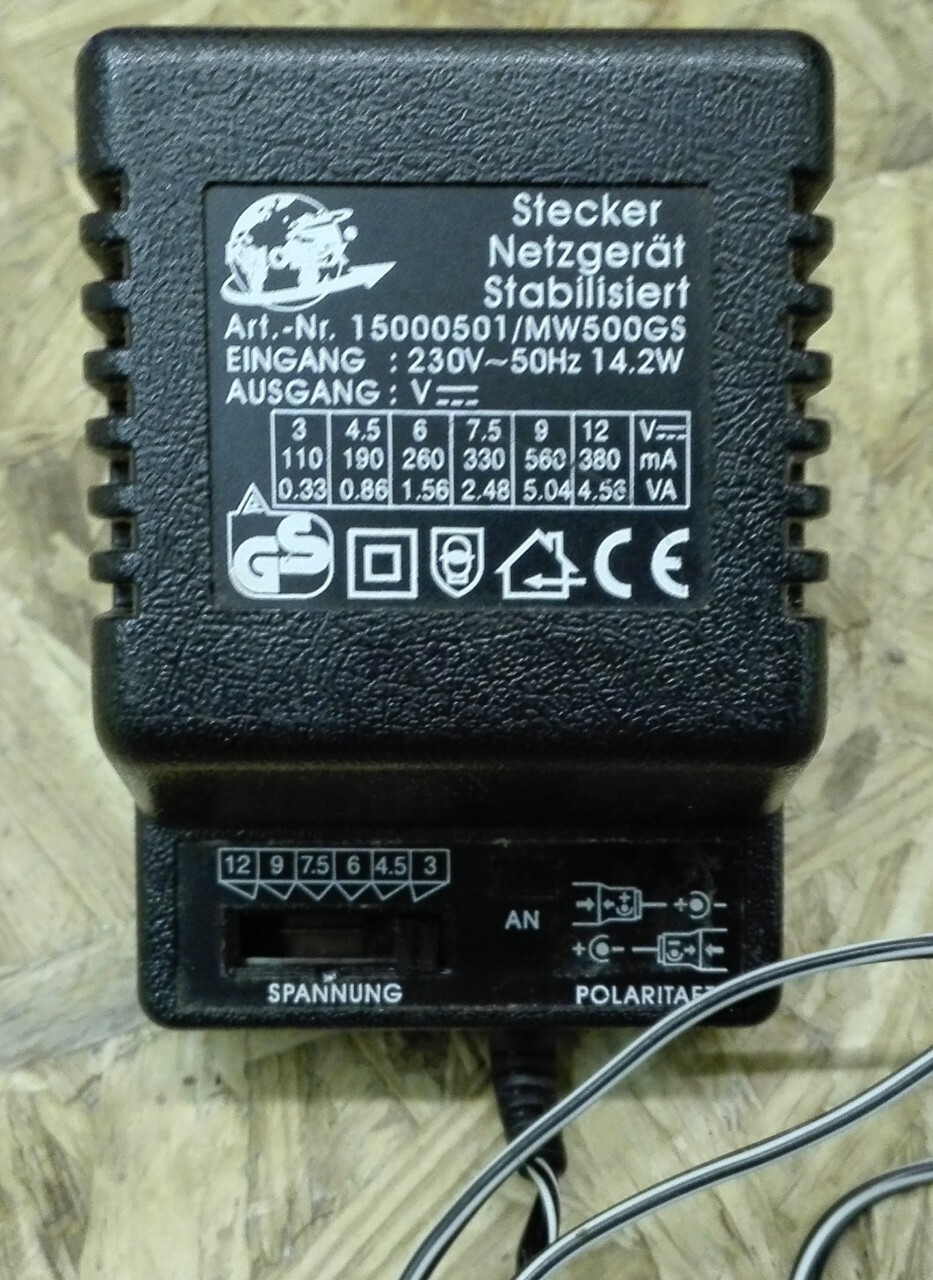 Stecker
Netzgerät
Stabilisiert
Art.-Nr. 15000501/MW500GS
EINGANG : 230V~50Hz 14.2W
AUSGANG : V
3 4.5 6 7.5 9 12 V
110 190 260 330 560 380 mA
0.33 0.86 1.56 2.48 5.04 4.56 VA
GS CE
12 9 7.5 6 4.5 3
AN
+ -
+ -
SPANNUNG
POLARITAET